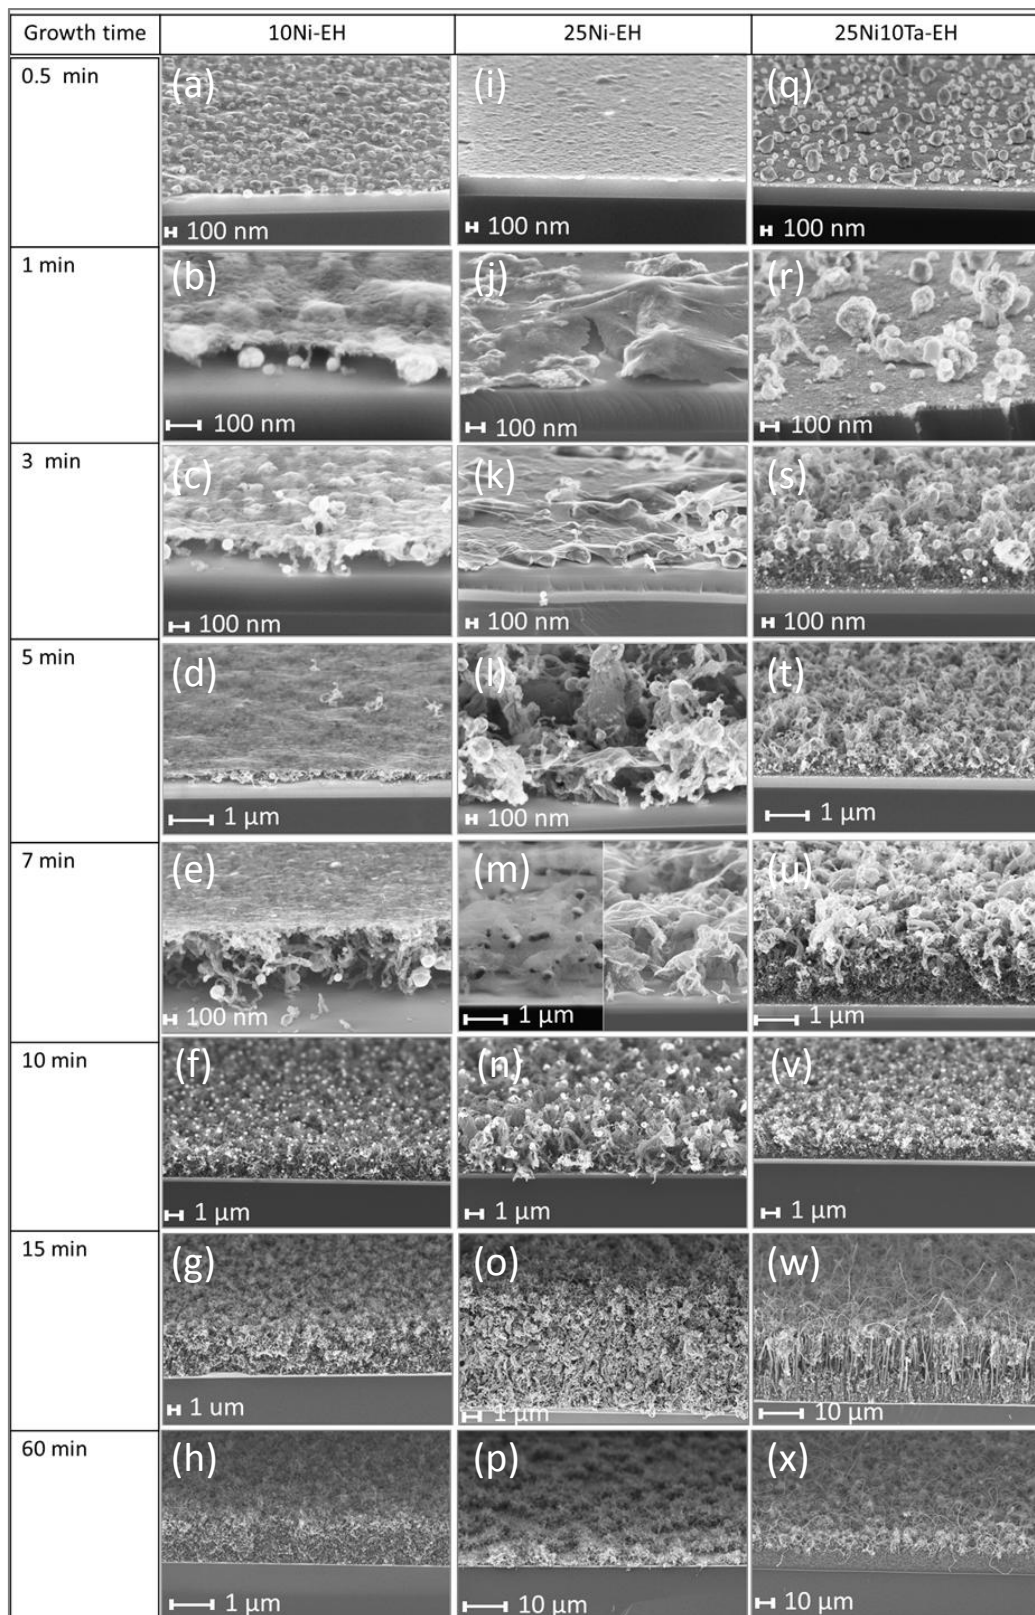 Growth time 10Ni-EH 25Ni-EH 25Ni10Ta-EH
0.5 min (a) (i) (q)
100 nm 100 nm 100 nm
1 min (b) (j) (r)
100 nm 100 nm 100 nm
3 min (c) (k) (s)
100 nm 100 nm 100 nm
5 min (d) (l) (t)
1 μm 100 nm 1 μm
7 min (e) (m) (u)
100 nm 1 μm 1 μm
10 min (f) (n) (v)
1 μm 1 μm 1 μm
15 min (g) (o) (w)
1 um 1 μm 10 μm
60 min (h) (p) (x)
1 μm 10 μm 10 μm